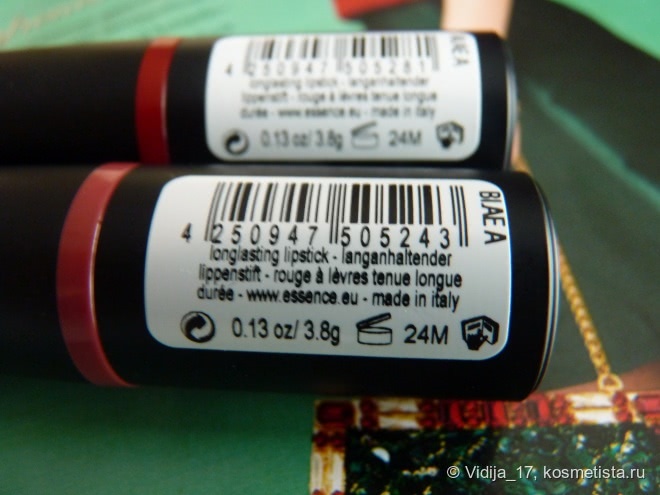 4 250947 505281
longlasting lipstick - langanhaltender
lippenstift - rouge à lèvres tenue longue
durée - www.essence.eu - made in italy
0.13 oz/ 3.8g 24M
4 250947 505243
BIAE A
longlasting lipstick - langanhaltender
lippenstift - rouge à lèvres tenue longue
durée - www.essence.eu - made in italy
0.13 oz/ 3.8g 24M
© Vidija_17, kosmetista.ru